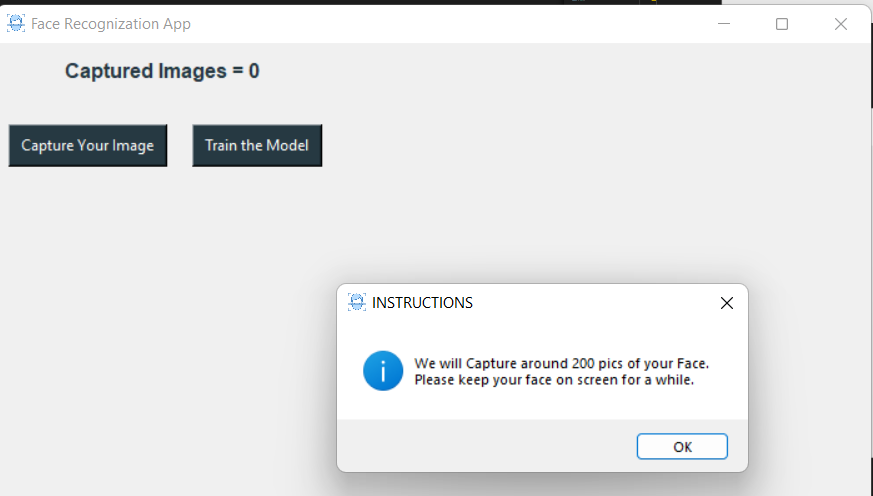 Face Recognization App
Captured Images = 0
Capture Your Image
Train the Model
INSTRUCTIONS
We will Capture around 200 pics of your Face.
Please keep your face on screen for a while.
OK